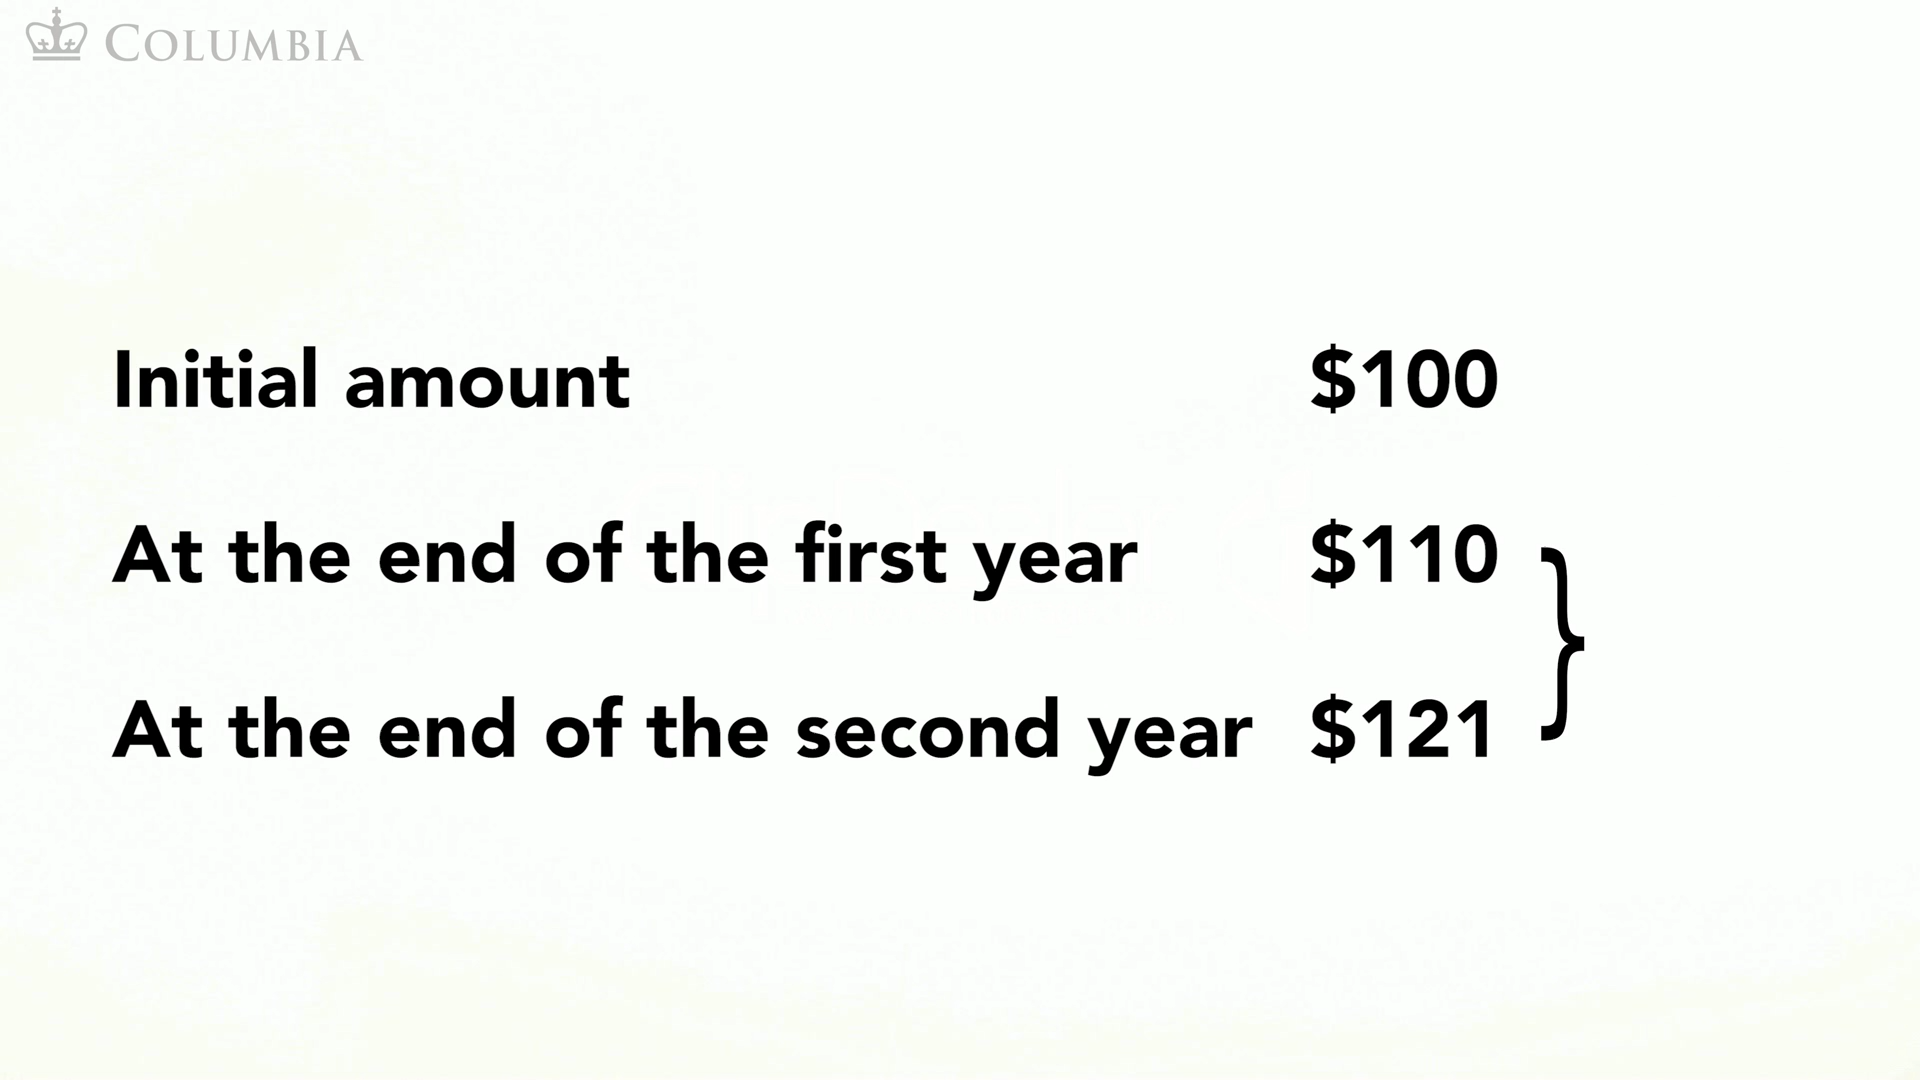 COLUMBIA
Initial amount $100
At the end of the first year $110
At the end of the second year $121